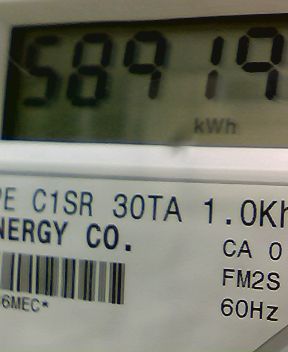 58919
kWh
PE C1SR 30TA 1.0Kh
NERGY CO.
CA 0
FM2S
6MEC*
60Hz